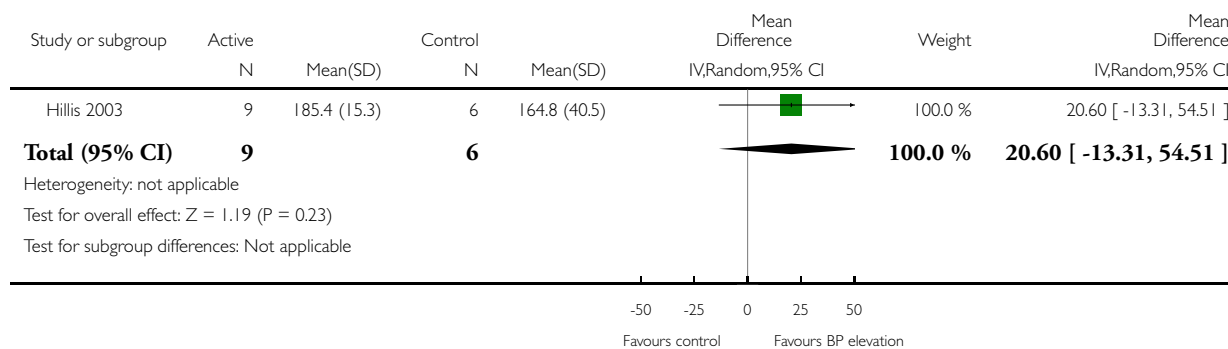 Mean Mean
Study or subgroup Active Control Difference Weight Difference
N Mean(SD) N Mean(SD) IV,Random,95% CI IV,Random,95% CI
Hillis 2003 9 185.4 (15.3) 6 164.8 (40.5) 100.0 % 20.60 [ -13.31, 54.51 ]
Total (95% CI) 9 6 100.0 % 20.60 [ -13.31, 54.51 ]
Heterogeneity: not applicable
Test for overall effect: Z = 1.19 (P = 0.23)
Test for subgroup differences: Not applicable
-50 -25 0 25 50
Favours control Favours BP elevation